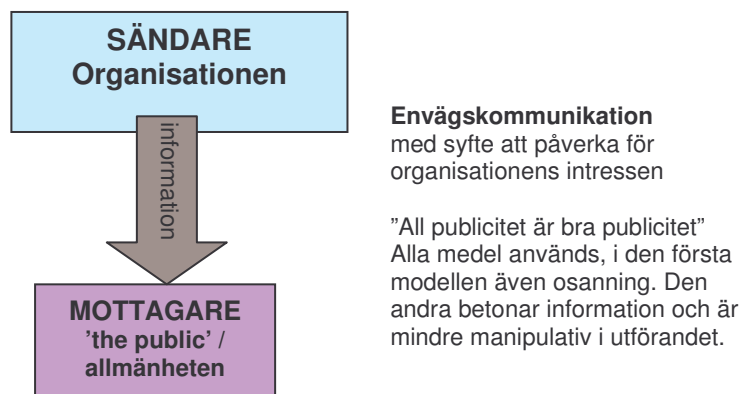 SÄNDARE
Organisationen
information
MOTTAGARE
’the public’ /
allmänheten
Envägskommunikation
med syfte att påverka för
organisationens intressen
”All publicitet är bra publicitet”
Alla medel används, i den första
modellen även osanning. Den
andra betonar information och är
mindre manipulativ i utförandet.